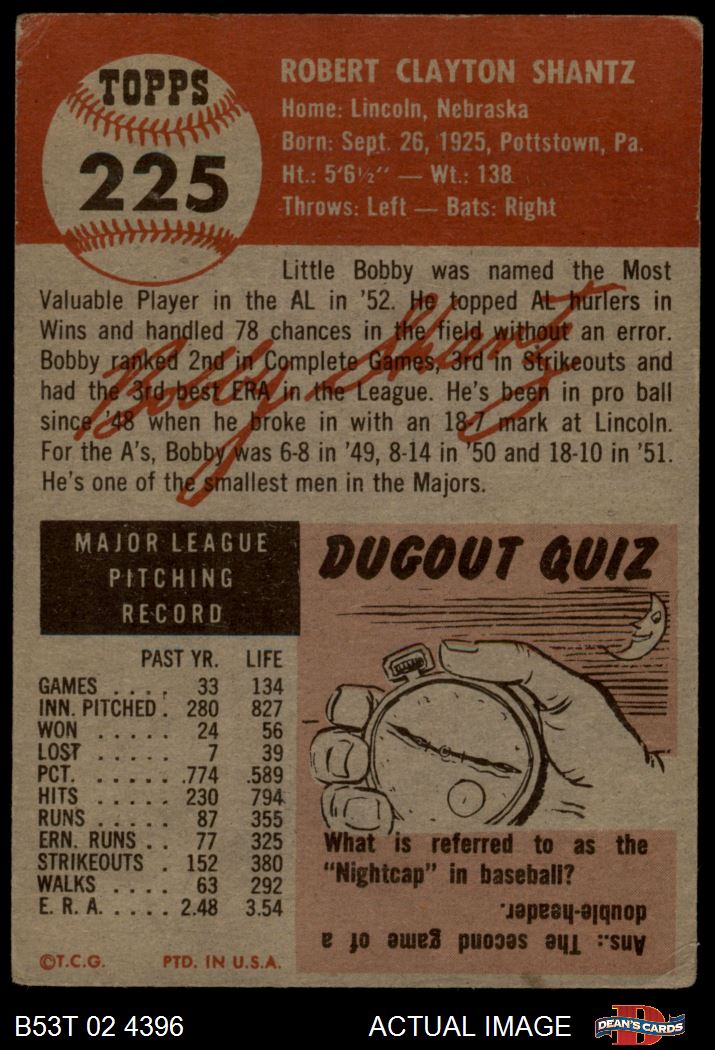 TOPPS
225
ROBERT CLAYTON SHANTZ
Home: Lincoln, Nebraska
Born: Sept. 26, 1925, Pottstown, Pa.
Ht.: 5'6½" — Wt.: 138
Throws: Left — Bats: Right
Little Bobby was named the Most
Valuable Player in the AL in '52. He topped AL hurlers in
Wins and handled 78 chances in the field without an error.
Bobby ranked 2nd in Complete Games, 3rd in Strikeouts and
had the 3rd best ERA in the League. He's been in pro ball
since '48 when he broke in with an 18-7 mark at Lincoln.
For the A's, Bobby was 6-8 in '49, 8-14 in '50 and 18-10 in '51.
He's one of the smallest men in the Majors.
Bobby Shantz
MAJOR LEAGUE
PITCHING
RECORD
PAST YR. LIFE
GAMES . . . . 33 134
INN. PITCHED . 280 827
WON . . . . . 24 56
LOST . . . . . 7 39
PCT. . . . . . .774 .589
HITS . . . . . 230 794
RUNS . . . . . 87 355
ERN. RUNS . . 77 325
STRIKEOUTS . 152 380
WALKS . . . . 63 292
E. R. A. . . . . . 2.48 3.54
©T.C.G. PTD. IN U.S.A.
DUGOUT QUIZ
What is referred to as the
"Nightcap" in baseball?
Ans.: The second game of a
double-header.
B53T 02 4396
ACTUAL IMAGE
D
DEAN'S CARDS